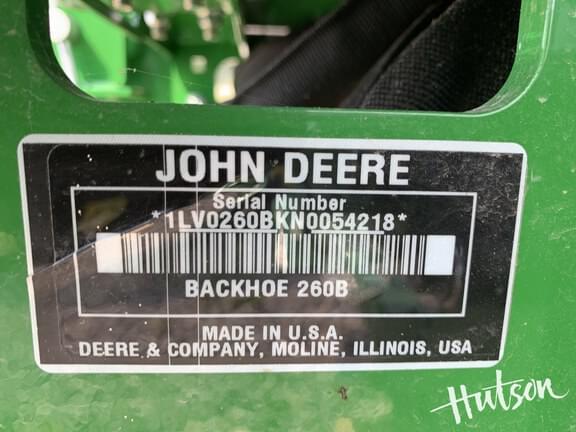 JOHN DEERE
Serial Number
*1LV0260BKN0054218*
BACKHOE 260B
MADE IN U.S.A.
DEERE & COMPANY, MOLINE, ILLINOIS, USA
Hutson